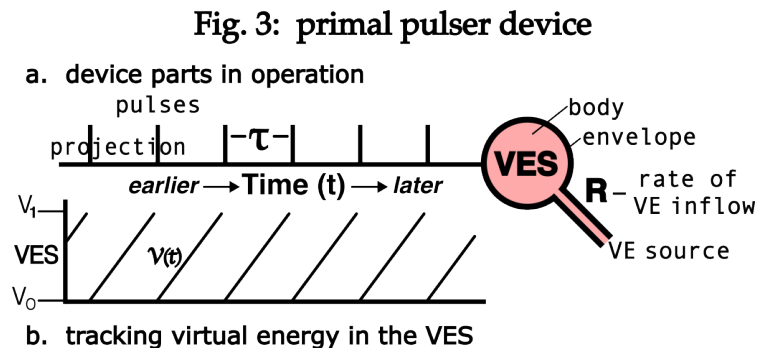 Fig. 3: primal pulser device
a. device parts in operation
pulses
projection
–τ–
body
envelope
VES
R – rate of
VE inflow
VE source
earlier → Time (t) → later
V₁
VES
V(t)
V₀
b. tracking virtual energy in the VES